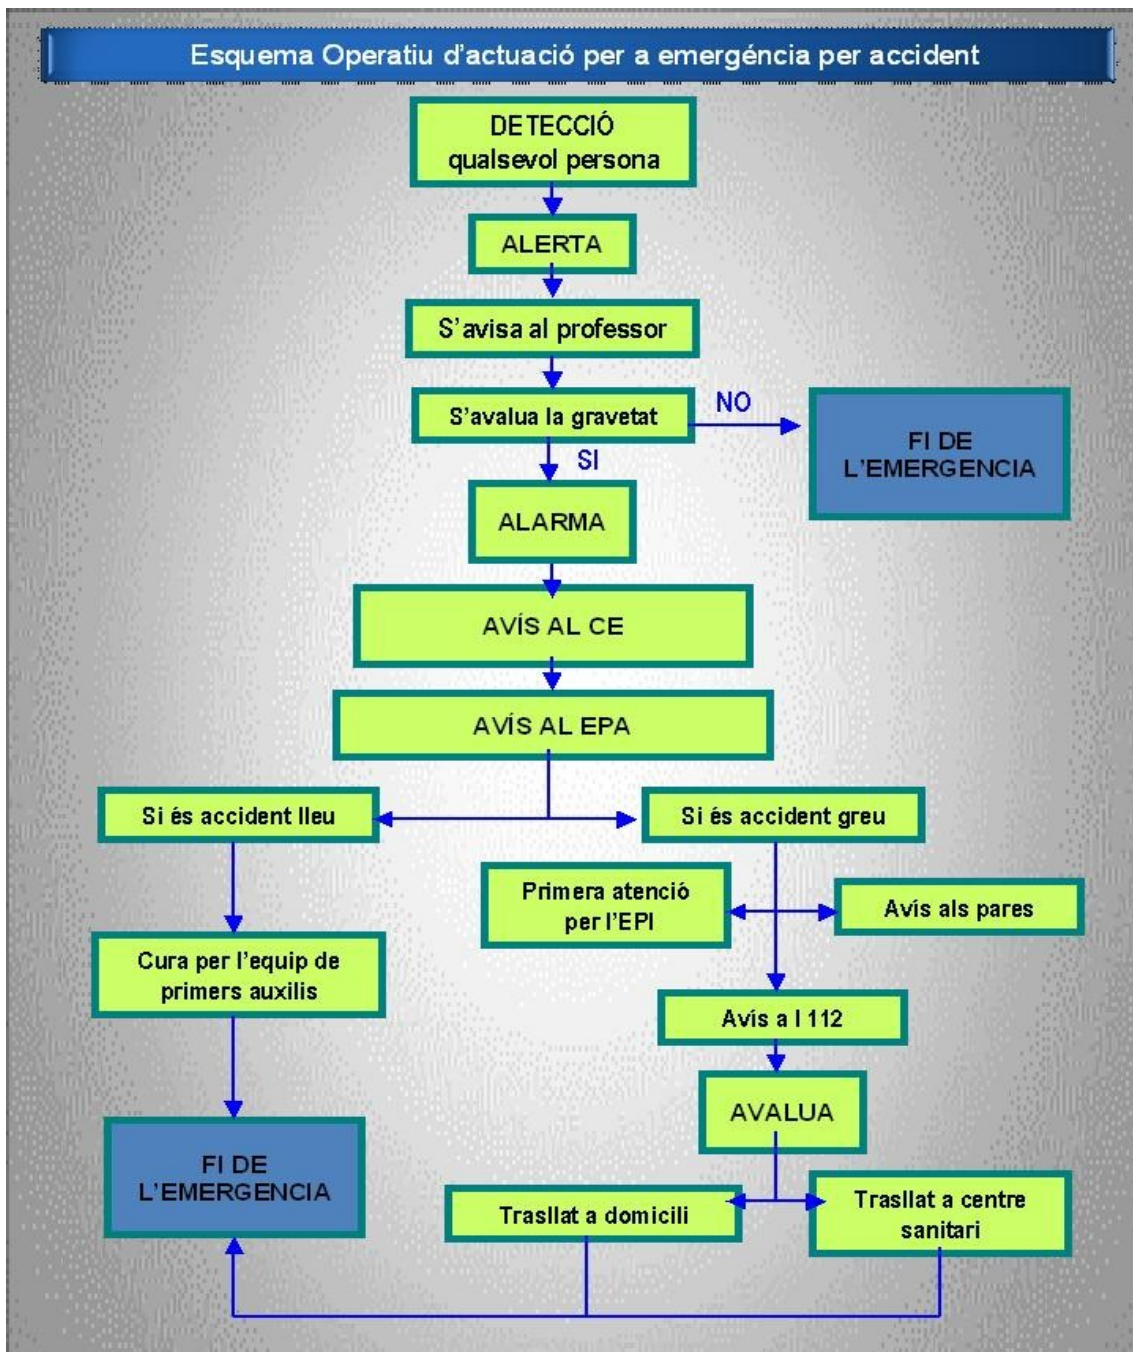 Esquema Operatiu d'actuació per a emergéncia per accident
DETECCIÓ
qualsevol persona
ALERTA
S'avisa al professor
S'avalua la gravetat
NO
FI DE
L'EMERGENCIA
SI
ALARMA
AVÍS AL CE
AVÍS AL EPA
Si és accident lleu
Si és accident greu
Primera atenció
per l'EPI
Avís als pares
Cura per l'equip de
primers auxilis
Avís a l 112
AVALUA
FI DE
L'EMERGENCIA
Trasllat a domicili
Trasllat a centre
sanitari